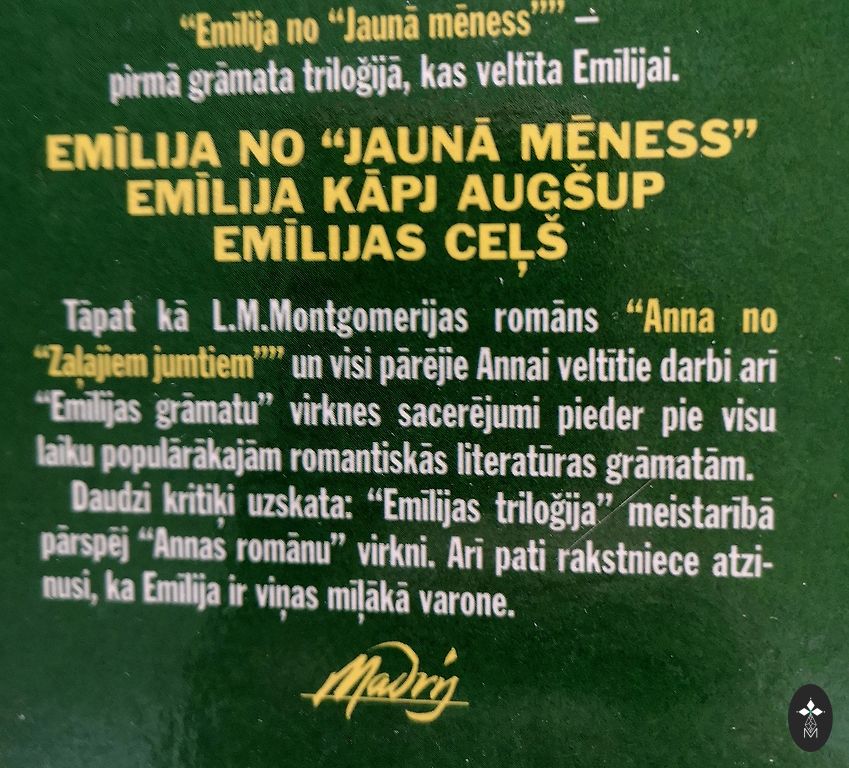 “Emīlija no “Jaunā mēness”” –
pirmā grāmata triloģijā, kas veltīta Emīlijai.
EMĪLIJA NO “JAUNĀ MĒNESS”
EMĪLIJA KĀPJ AUGŠUP
EMĪLIJAS CEĻŠ
Tāpat kā L.M.Montgomerijas romāns “Anna no
“Zaļajiem jumtiem”” un visi pārējie Annai veltītie darbi arī
“Emīlijas grāmatu” virknes sacerējumi pieder pie visu
laiku populārākajām romantiskās literatūras grāmatām.
Daudzi kritiķi uzskata: “Emīlijas triloģija” meistarībā
pārspēj “Annas romānu” virkni. Arī pati rakstniece atzi-
nusi, ka Emīlija ir viņas mīļākā varone.
Madris
M